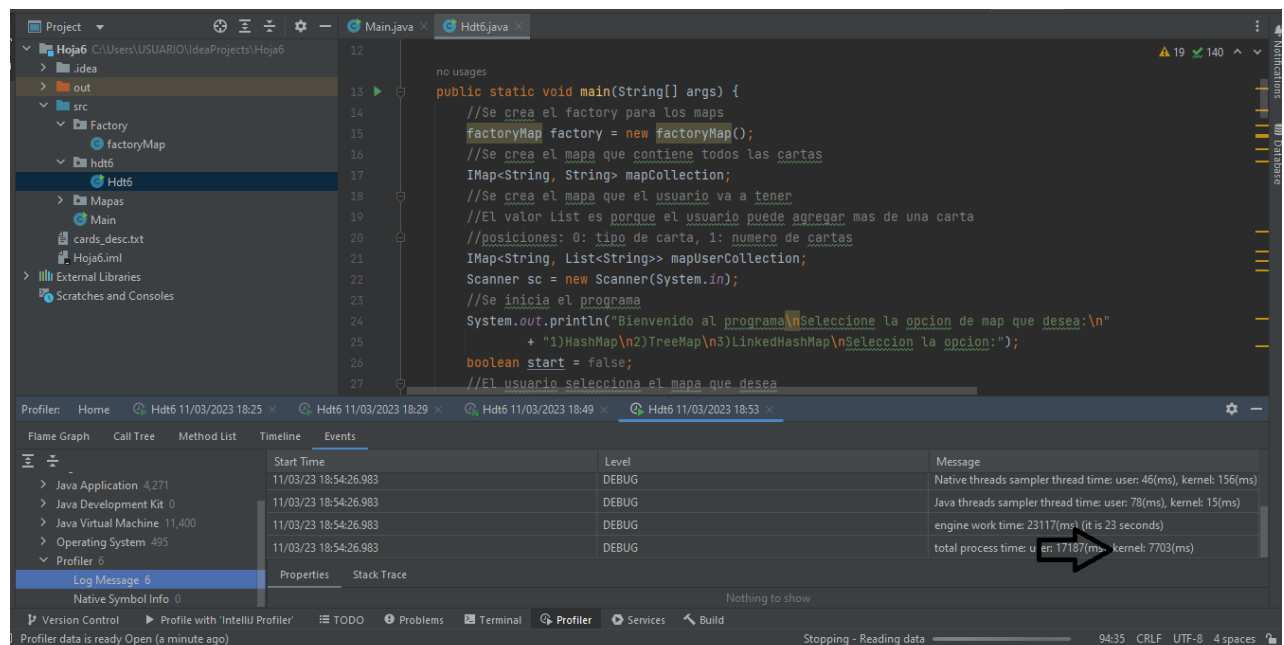 Project
Main.java
Hdt6.java
Hoja6 C:\Users\USUARIO\IdeaProjects\Hoja6
.idea
out
src
Factory
factoryMap
hdt6
Hdt6
Mapas
Main
cards_desc.txt
Hoja6.iml
External Libraries
Scratches and Consoles
19 140
12
no usages
13 public static void main(String[] args) {
14 //Se crea el factory para los maps
15 factoryMap factory = new factoryMap();
16 //Se crea el mapa que contiene todos las cartas
17 IMap<String, String> mapCollection;
18 //Se crea el mapa que el usuario va a tener
19 //El valor List es porque el usuario puede agregar mas de una carta
20 //posiciones: 0: tipo de carta, 1: numero de cartas
21 IMap<String, List<String>> mapUserCollection;
22 Scanner sc = new Scanner(System.in);
23 //Se inicia el programa
24 System.out.println("Bienvenido al programa\nSeleccione la opcion de map que desea:\n"
25 + "1)HashMap\n2)TreeMap\n3)LinkedHashMap\nSeleccion la opcion:");
26 boolean start = false;
27 //El usuario selecciona el mapa que desea
Notifications
Database
Profiler: Home Hdt6 11/03/2023 18:25 Hdt6 11/03/2023 18:29 Hdt6 11/03/2023 18:49 Hdt6 11/03/2023 18:53
Flame Graph Call Tree Method List Timeline Events
Java Application 4,271
Java Development Kit 0
Java Virtual Machine 11,400
Operating System 495
Profiler 6
Log Message 6
Native Symbol Info 0
Start Time Level Message
11/03/23 18:54:26.983 DEBUG Native threads sampler thread time: user: 46(ms), kernel: 156(ms)
11/03/23 18:54:26.983 DEBUG Java threads sampler thread time: user: 78(ms), kernel: 15(ms)
11/03/23 18:54:26.983 DEBUG engine work time: 23117(ms) (it is 23 seconds)
11/03/23 18:54:26.983 DEBUG total process time: user: 17187(ms), kernel: 7703(ms)
Properties Stack Trace
Nothing to show
Version Control Profile with 'IntelliJ Profiler' TODO Problems Terminal Profiler Services Build
Profiler data is ready Open (a minute ago) Stopping - Reading data 94:35 CRLF UTF-8 4 spaces